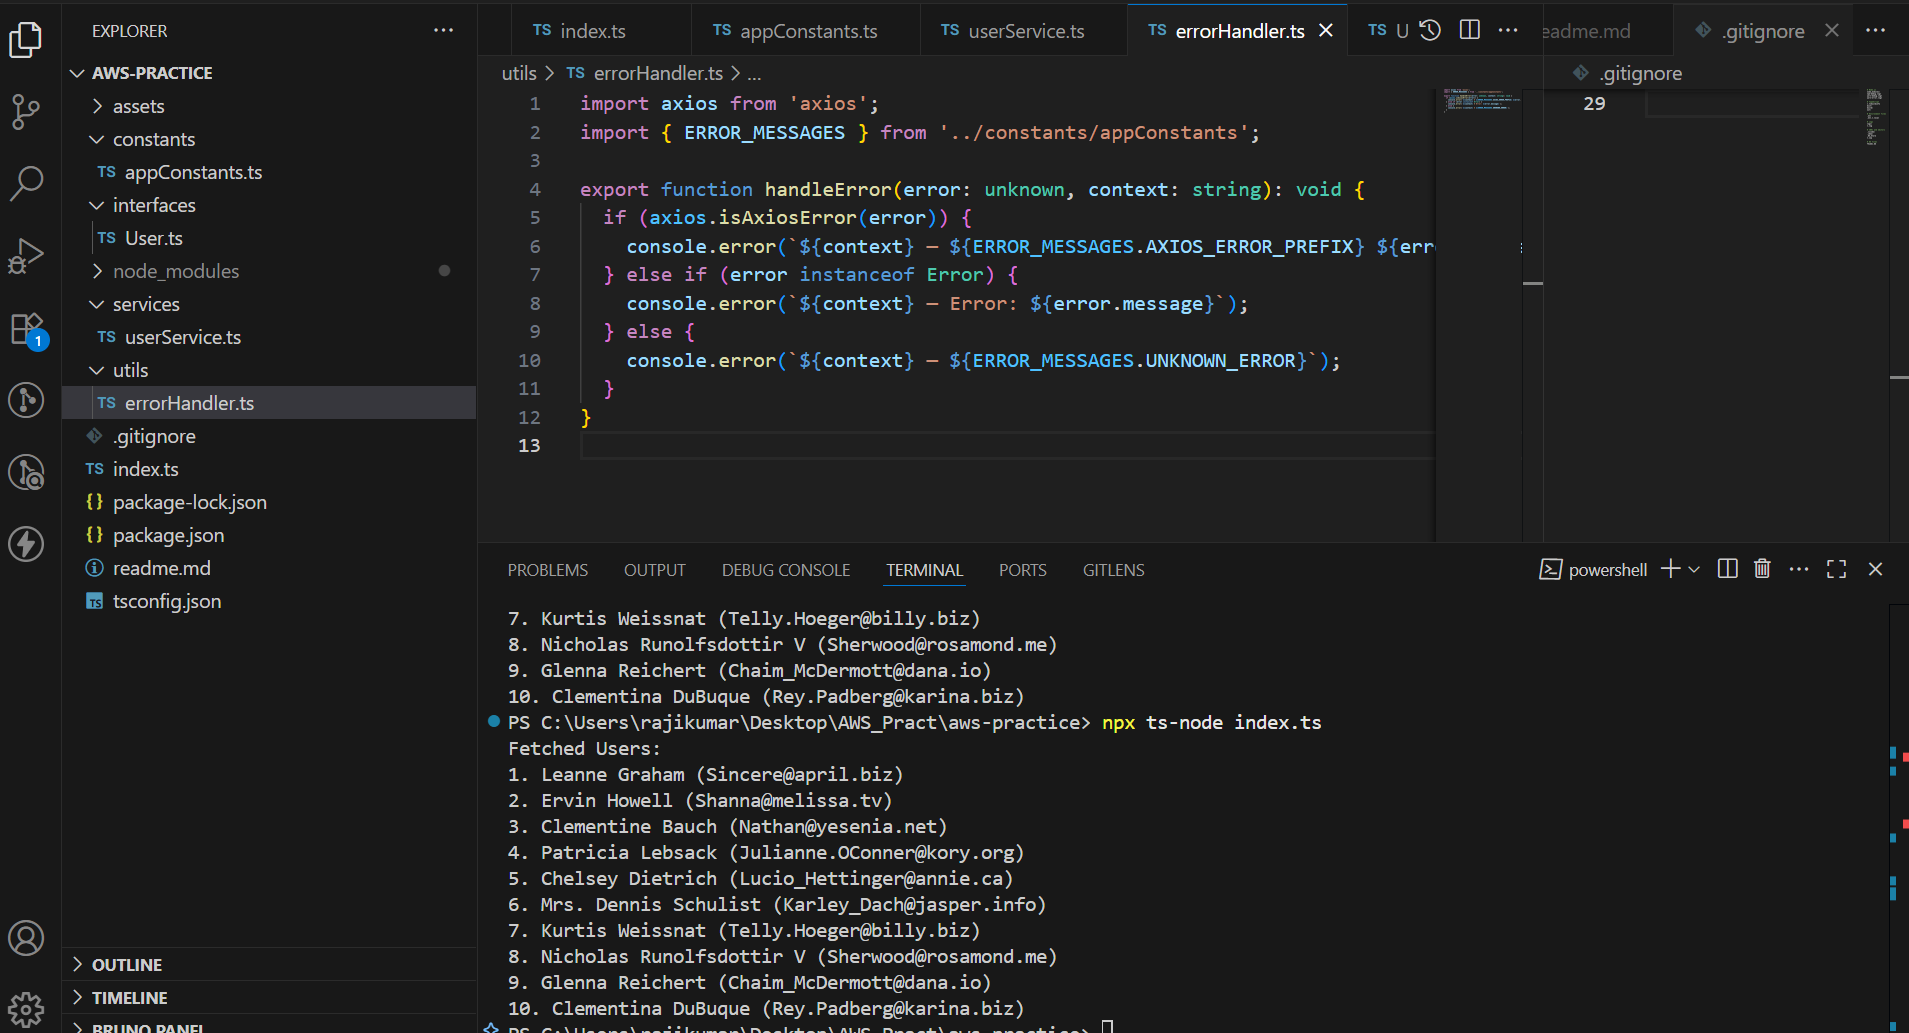 EXPLORER
AWS-PRACTICE
assets
constants
TS appConstants.ts
interfaces
TS User.ts
node_modules
services
TS userService.ts
utils
TS errorHandler.ts
.gitignore
TS index.ts
{} package-lock.json
{} package.json
readme.md
TS tsconfig.json
OUTLINE
TIMELINE
BRUNO PANEL
1
TS index.ts
TS appConstants.ts
TS userService.ts
TS errorHandler.ts
TS U
eadme.md
.gitignore
utils > TS errorHandler.ts > ...
.gitignore
1 import axios from 'axios';
2 import { ERROR_MESSAGES } from '../constants/appConstants';
3
4 export function handleError(error: unknown, context: string): void {
5 if (axios.isAxiosError(error)) {
6 console.error(`${context} – ${ERROR_MESSAGES.AXIOS_ERROR_PREFIX} ${err
7 } else if (error instanceof Error) {
8 console.error(`${context} – Error: ${error.message}`);
9 } else {
10 console.error(`${context} – ${ERROR_MESSAGES.UNKNOWN_ERROR}`);
11 }
12 }
13
29
PROBLEMS OUTPUT DEBUG CONSOLE TERMINAL PORTS GITLENS
powershell
7. Kurtis Weissnat (Telly.Hoeger@billy.biz)
8. Nicholas Runolfsdottir V (Sherwood@rosamond.me)
9. Glenna Reichert (Chaim_McDermott@dana.io)
10. Clementina DuBuque (Rey.Padberg@karina.biz)
PS C:\Users\rajikumar\Desktop\AWS_Pract\aws-practice> npx ts-node index.ts
Fetched Users:
1. Leanne Graham (Sincere@april.biz)
2. Ervin Howell (Shanna@melissa.tv)
3. Clementine Bauch (Nathan@yesenia.net)
4. Patricia Lebsack (Julianne.OConner@kory.org)
5. Chelsey Dietrich (Lucio_Hettinger@annie.ca)
6. Mrs. Dennis Schulist (Karley_Dach@jasper.info)
7. Kurtis Weissnat (Telly.Hoeger@billy.biz)
8. Nicholas Runolfsdottir V (Sherwood@rosamond.me)
9. Glenna Reichert (Chaim_McDermott@dana.io)
10. Clementina DuBuque (Rey.Padberg@karina.biz)
PS C:\Users\rajikumar\Desktop\AWS_Pract\aws-practice>